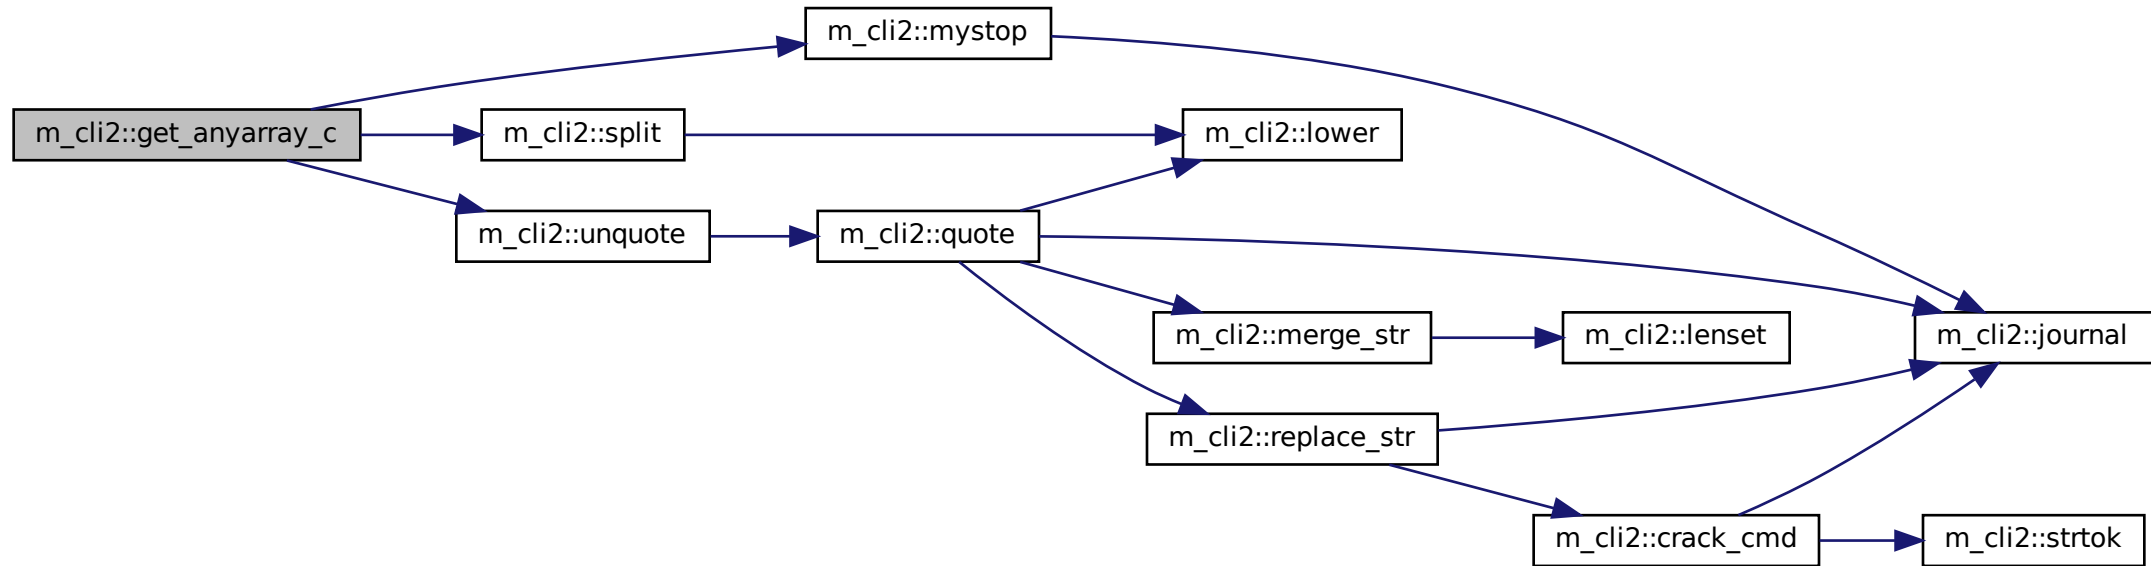 m_cli2::mystop
m_cli2::get_anyarray_c
m_cli2::split
m_cli2::lower
m_cli2::unquote
m_cli2::quote
m_cli2::merge_str
m_cli2::lenset
m_cli2::journal
m_cli2::replace_str
m_cli2::crack_cmd
m_cli2::strtok